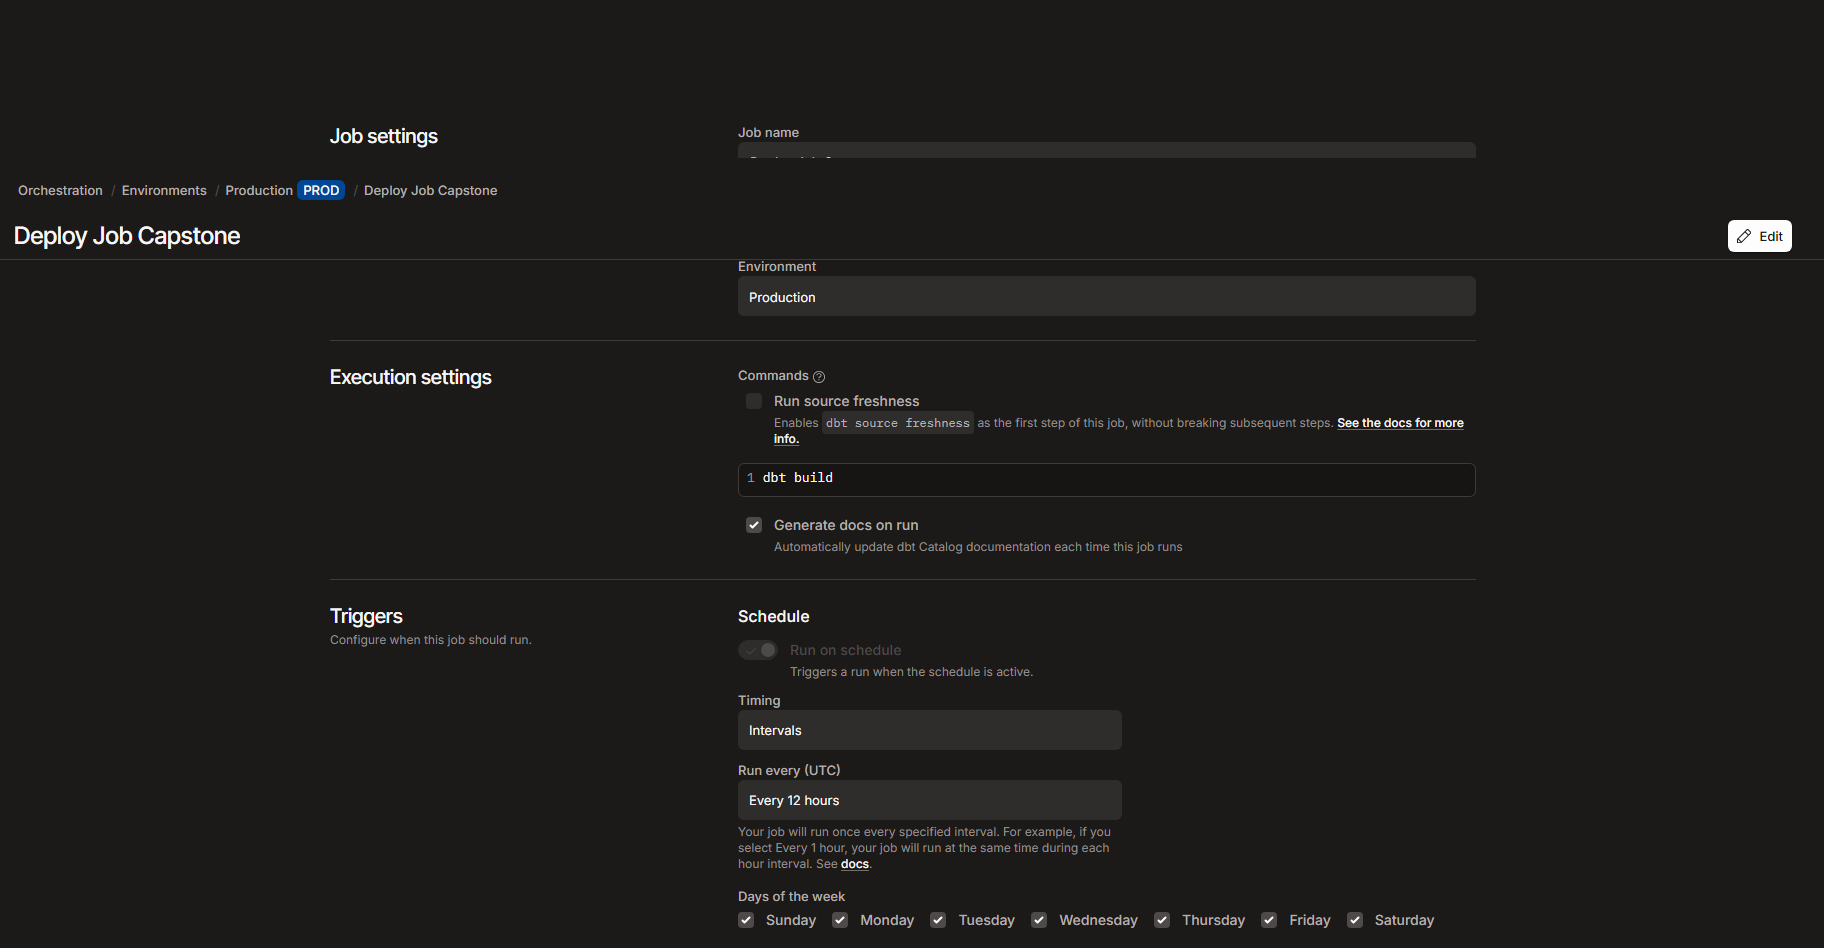 Job settings
Job name
Orchestration / Environments / Production PROD / Deploy Job Capstone
Deploy Job Capstone
Edit
Environment
Production
Execution settings
Commands
Run source freshness
Enables dbt source freshness as the first step of this job, without breaking subsequent steps. See the docs for more
info.
1 dbt build
Generate docs on run
Automatically update dbt Catalog documentation each time this job runs
Triggers
Configure when this job should run.
Schedule
Run on schedule
Triggers a run when the schedule is active.
Timing
Intervals
Run every (UTC)
Every 12 hours
Your job will run once every specified interval. For example, if you
select Every 1 hour, your job will run at the same time during each
hour interval. See docs.
Days of the week
Sunday Monday Tuesday Wednesday Thursday Friday Saturday